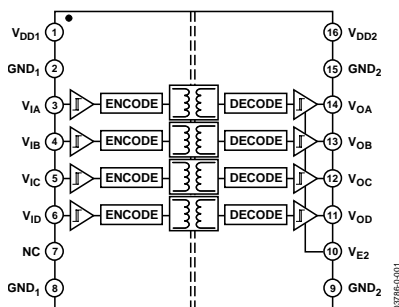 VDD1 1 16 VDD2
GND1 2 15 GND2
VIA 3 ENCODE DECODE 14 VOA
VIB 4 ENCODE DECODE 13 VOB
VIC 5 ENCODE DECODE 12 VOC
VID 6 ENCODE DECODE 11 VOD
NC 7 10 VE2
GND1 8 9 GND2
03786-0-001